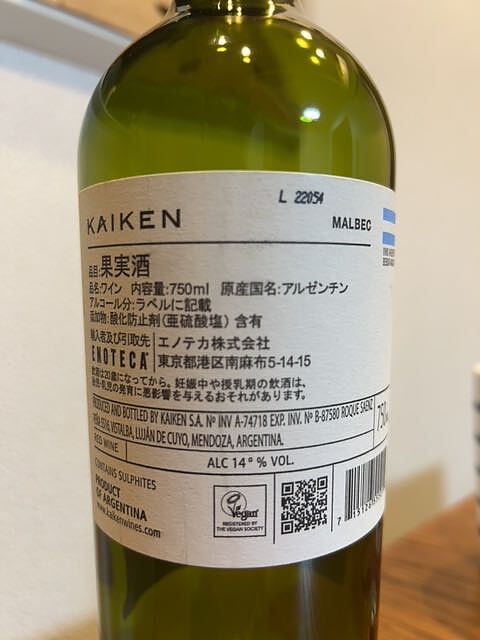 L 22054
KAIKEN
MALBEC
品目:果実酒
品名:ワイン 内容量:750ml 原産国名:アルゼンチン
アルコール分:ラベルに記載
添加物:酸化防止剤(亜硫酸塩)含有
輸入者及び引取先 エノテカ株式会社
ENOTECA 東京都港区南麻布5-14-15
飲酒は20歳になってから。妊娠中や授乳期の飲酒は、
胎児・乳児の発育に悪影響を与えるおそれがあります。
PRODUCED AND BOTTLED BY KAIKEN S.A. Nº INV A-74718 EXP. INV. Nº B-87580 ROQUE SAENZ
PEÑA 5516, VISTALBA, LUJÁN DE CUYO, MENDOZA, ARGENTINA.
750
RED WINE
ALC 14º % VOL.
CONTAINS SULPHITES
PRODUCT
OF ARGENTINA
www.kaikenwines.com
Vegan
REGISTERED BY
THE VEGAN SOCIETY